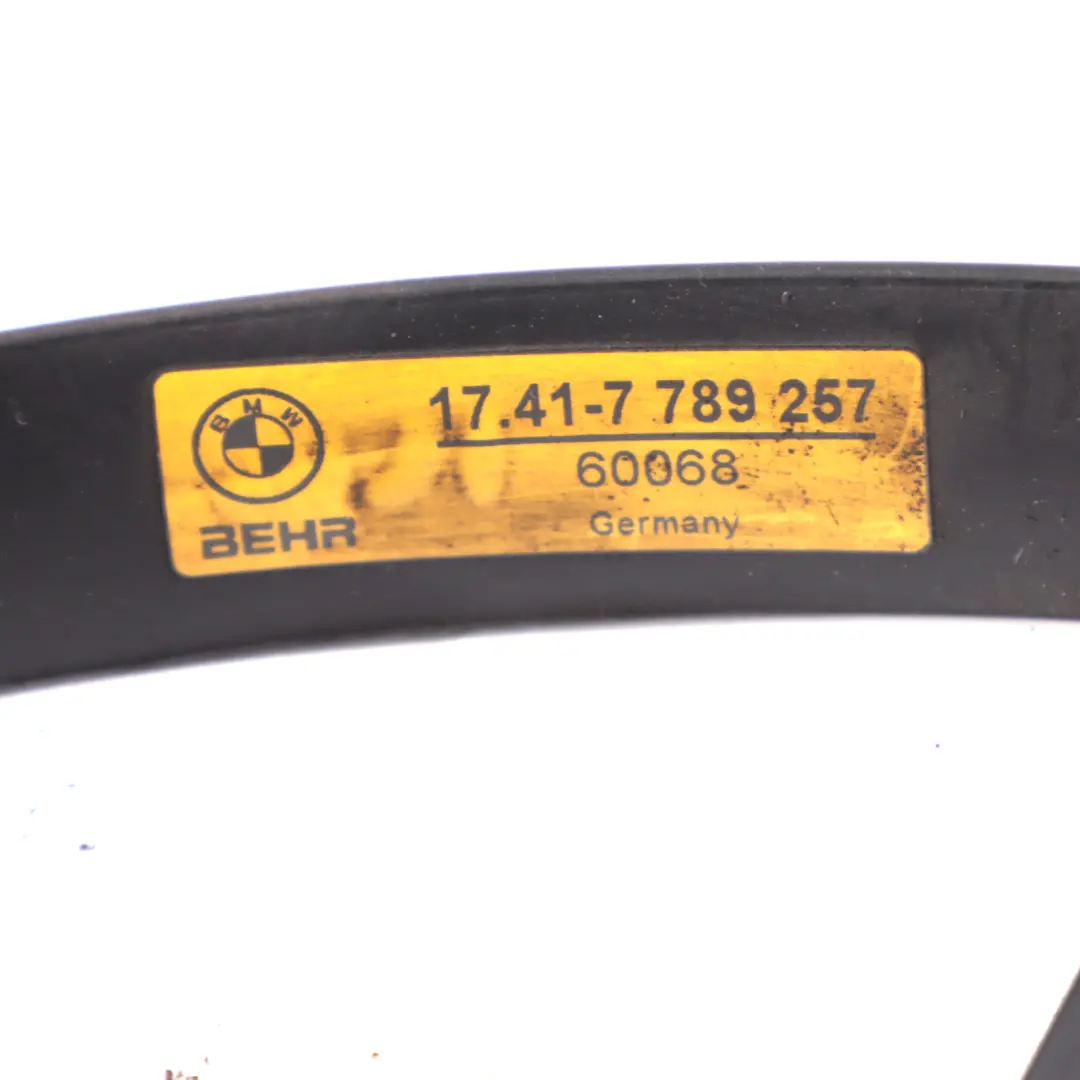 BMW
17.41-7 789 257
60068
BEHR
Germany